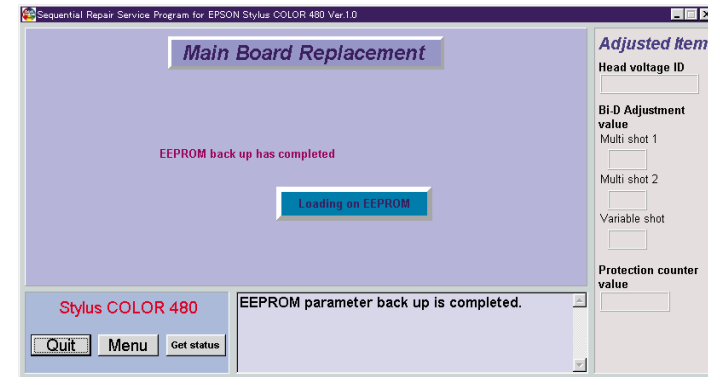 Sequential Repair Service Program for EPSON Stylus COLOR 480 Ver.1.0
Main Board Replacement
EEPROM back up has completed
Loading on EEPROM
Adjusted Item
Head voltage ID
Bi-D Adjustment
value
Multi shot 1
Multi shot 2
Variable shot
Protection counter
value
Stylus COLOR 480
Quit
Menu
Get status
EEPROM parameter back up is completed.